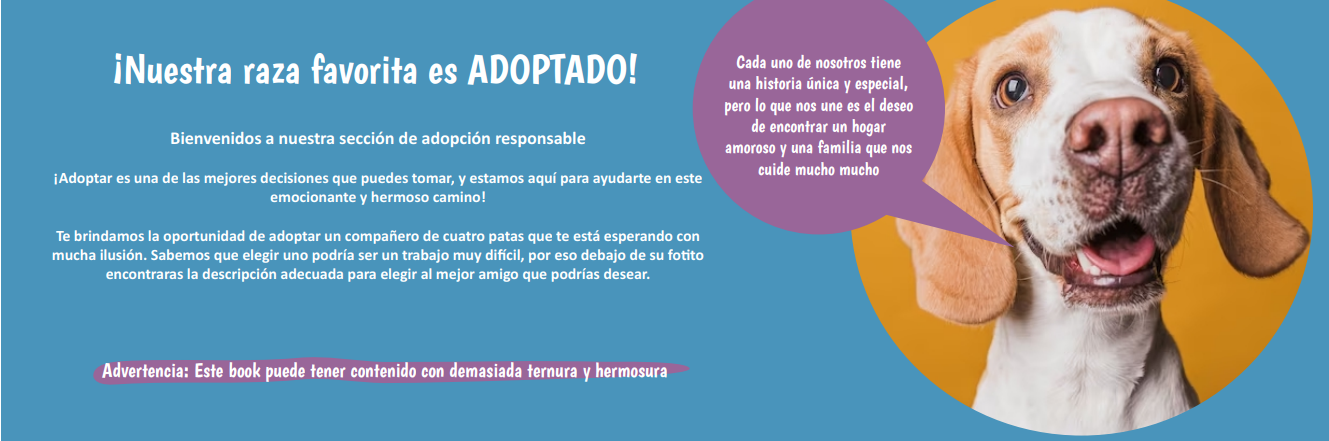 ¡Nuestra raza favorita es ADOPTADO!
Bienvenidos a nuestra sección de adopción responsable
¡Adoptar es una de las mejores decisiones que puedes tomar, y estamos aquí para ayudarte en este
emocionante y hermoso camino!
Te brindamos la oportunidad de adoptar un compañero de cuatro patas que te está esperando con
mucha ilusión. Sabemos que elegir uno podría ser un trabajo muy difícil, por eso debajo de su fotito
encontraras la descripción adecuada para elegir al mejor amigo que podrías desear.
Advertencia: Este book puede tener contenido con demasiada ternura y hermosura
Cada uno de nosotros tiene
una historia única y especial,
pero lo que nos une es el deseo
de encontrar un hogar
amoroso y una familia que nos
cuide mucho mucho